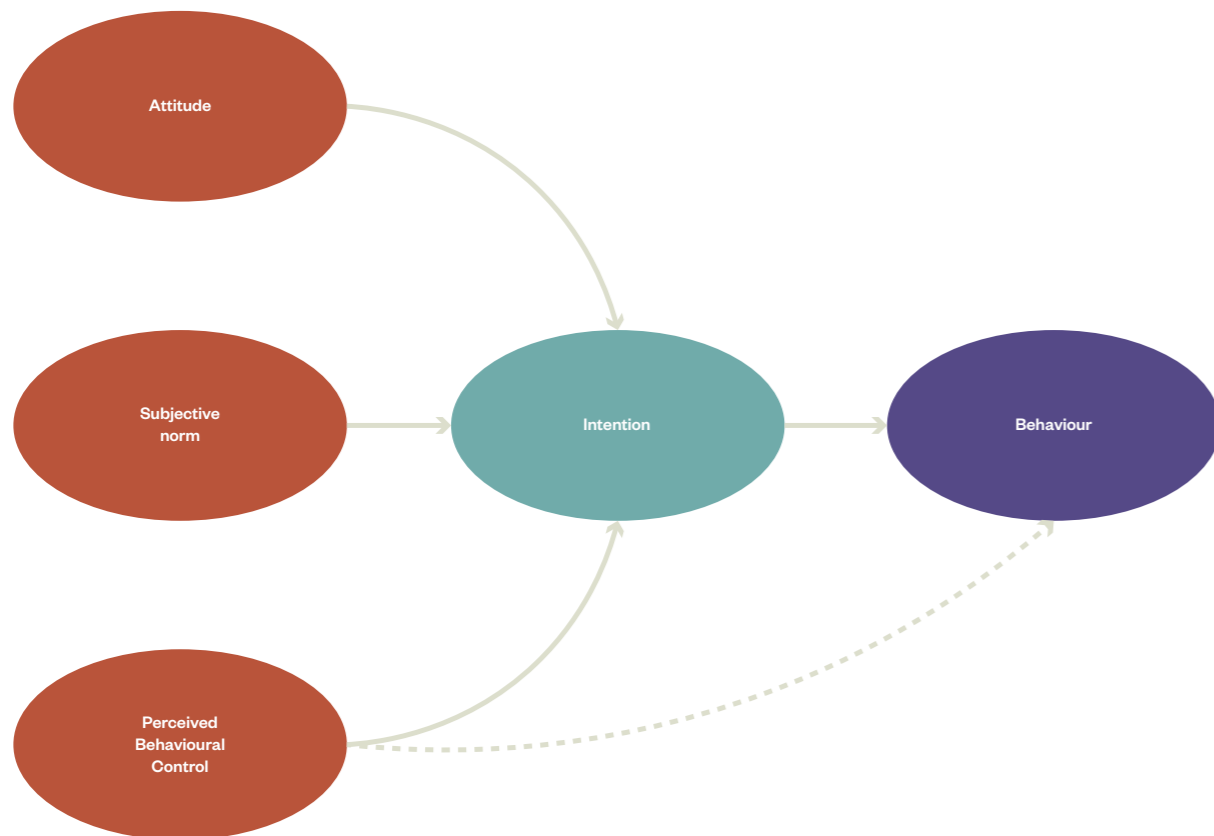 Attitude
Subjective
norm
Intention
Behaviour
Perceived
Behavioural
Control